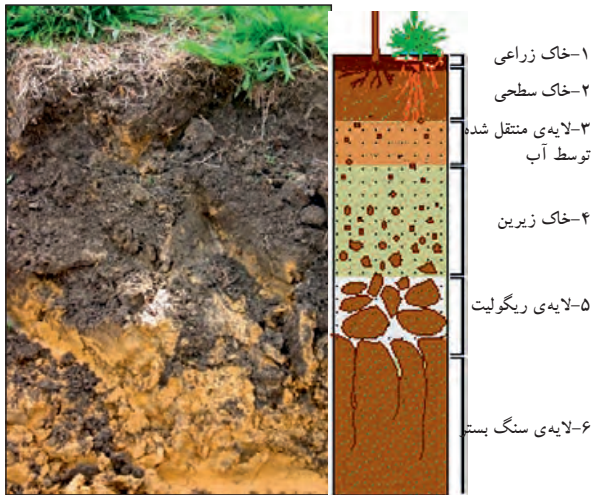 ۱-خاک زراعی
۲-خاک سطحی
۳-لایه‌ی منتقل شده
توسط آب
۴-خاک زیرین
۵-لایه‌ی ریگولیت
۶-لایه‌ی سنگ بستر